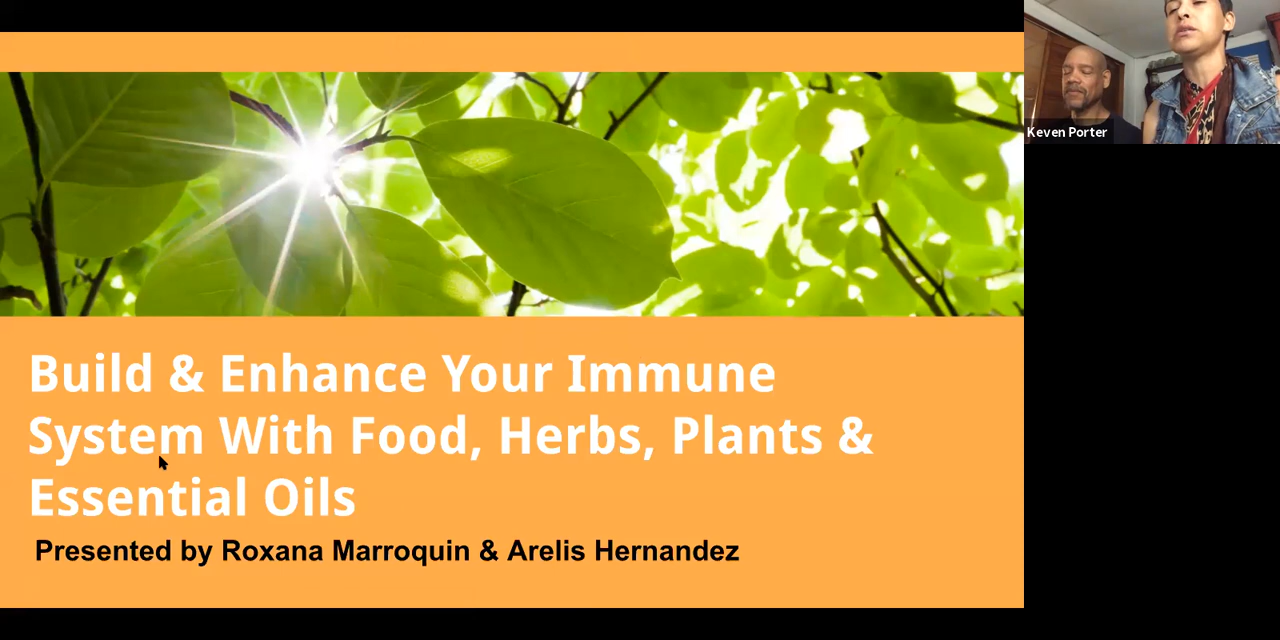 Build & Enhance Your Immune
System With Food, Herbs, Plants &
Essential Oils
Presented by Roxana Marroquin & Arelis Hernandez
Keven Porter